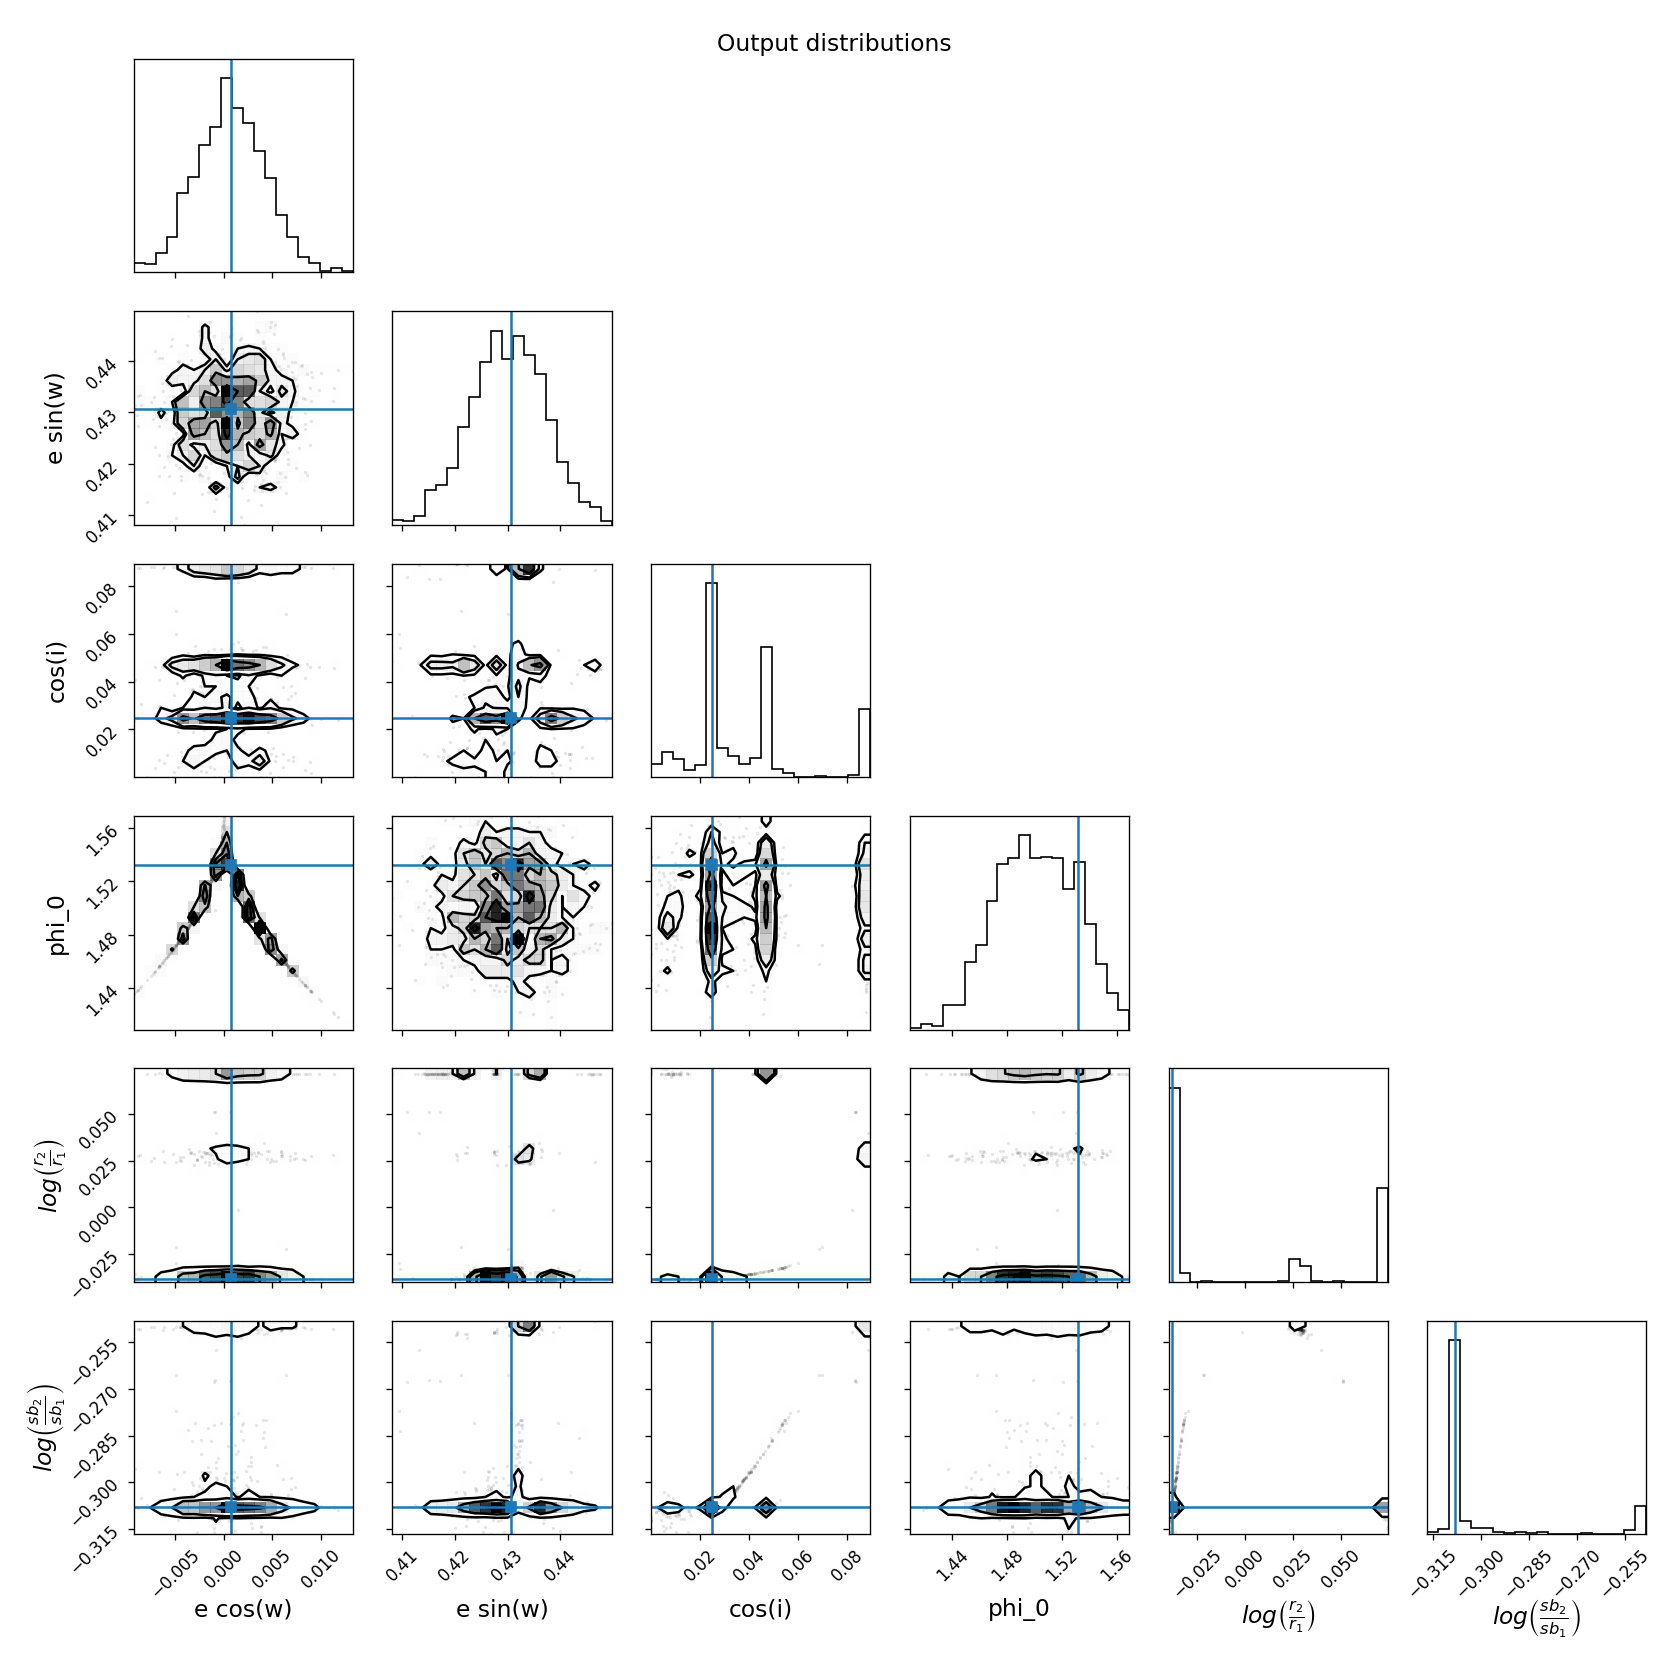 Output distributions
e sin(w)
0.44
0.43
0.42
0.41
cos(i)
0.08
0.06
0.04
0.02
phi_0
1.56
1.52
1.48
1.44
log(r₂/r₁)
0.050
0.025
0.000
−0.025
log(sb₂/sb₁)
−0.255
−0.270
−0.285
−0.300
−0.315
−0.005 0.000 0.005 0.010
0.41 0.42 0.43 0.44
0.02 0.04 0.06 0.08
1.44 1.48 1.52 1.56
−0.025 0.000 0.025 0.050
−0.315 −0.300 −0.285 −0.270 −0.255
e cos(w) e sin(w) cos(i) phi_0 log(r₂/r₁) log(sb₂/sb₁)